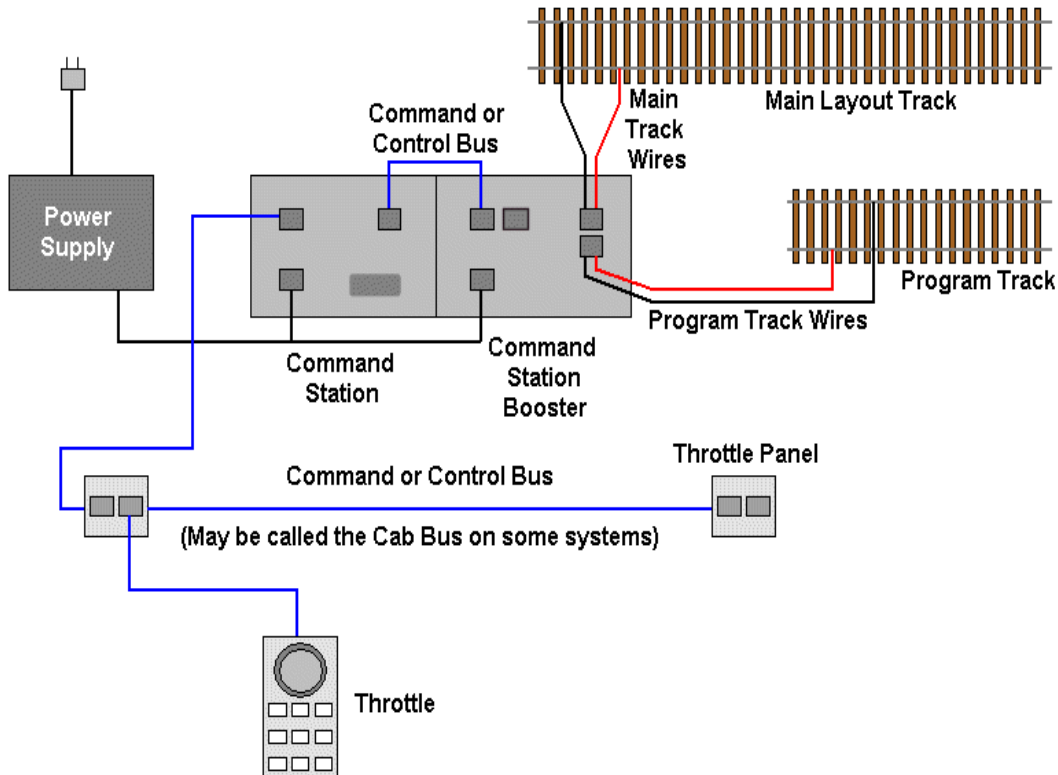 Main
Track
Wires
Main Layout Track
Command or
Control Bus
Power
Supply
Program Track
Program Track Wires
Command
Station
Command
Station
Booster
Throttle Panel
Command or Control Bus
(May be called the Cab Bus on some systems)
Throttle